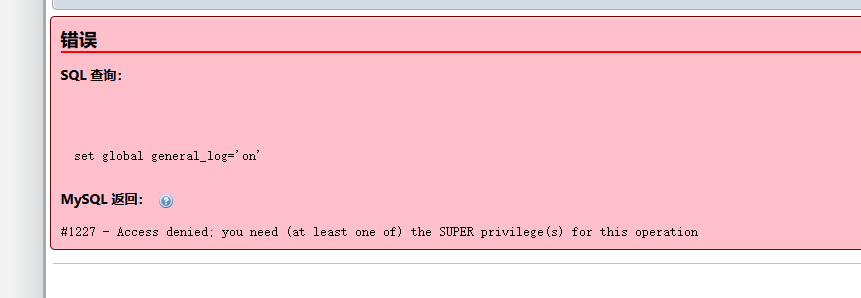 错误
SQL 查询：
set global general_log='on'
MySQL 返回：
#1227 - Access denied; you need (at least one of) the SUPER privilege(s) for this operation